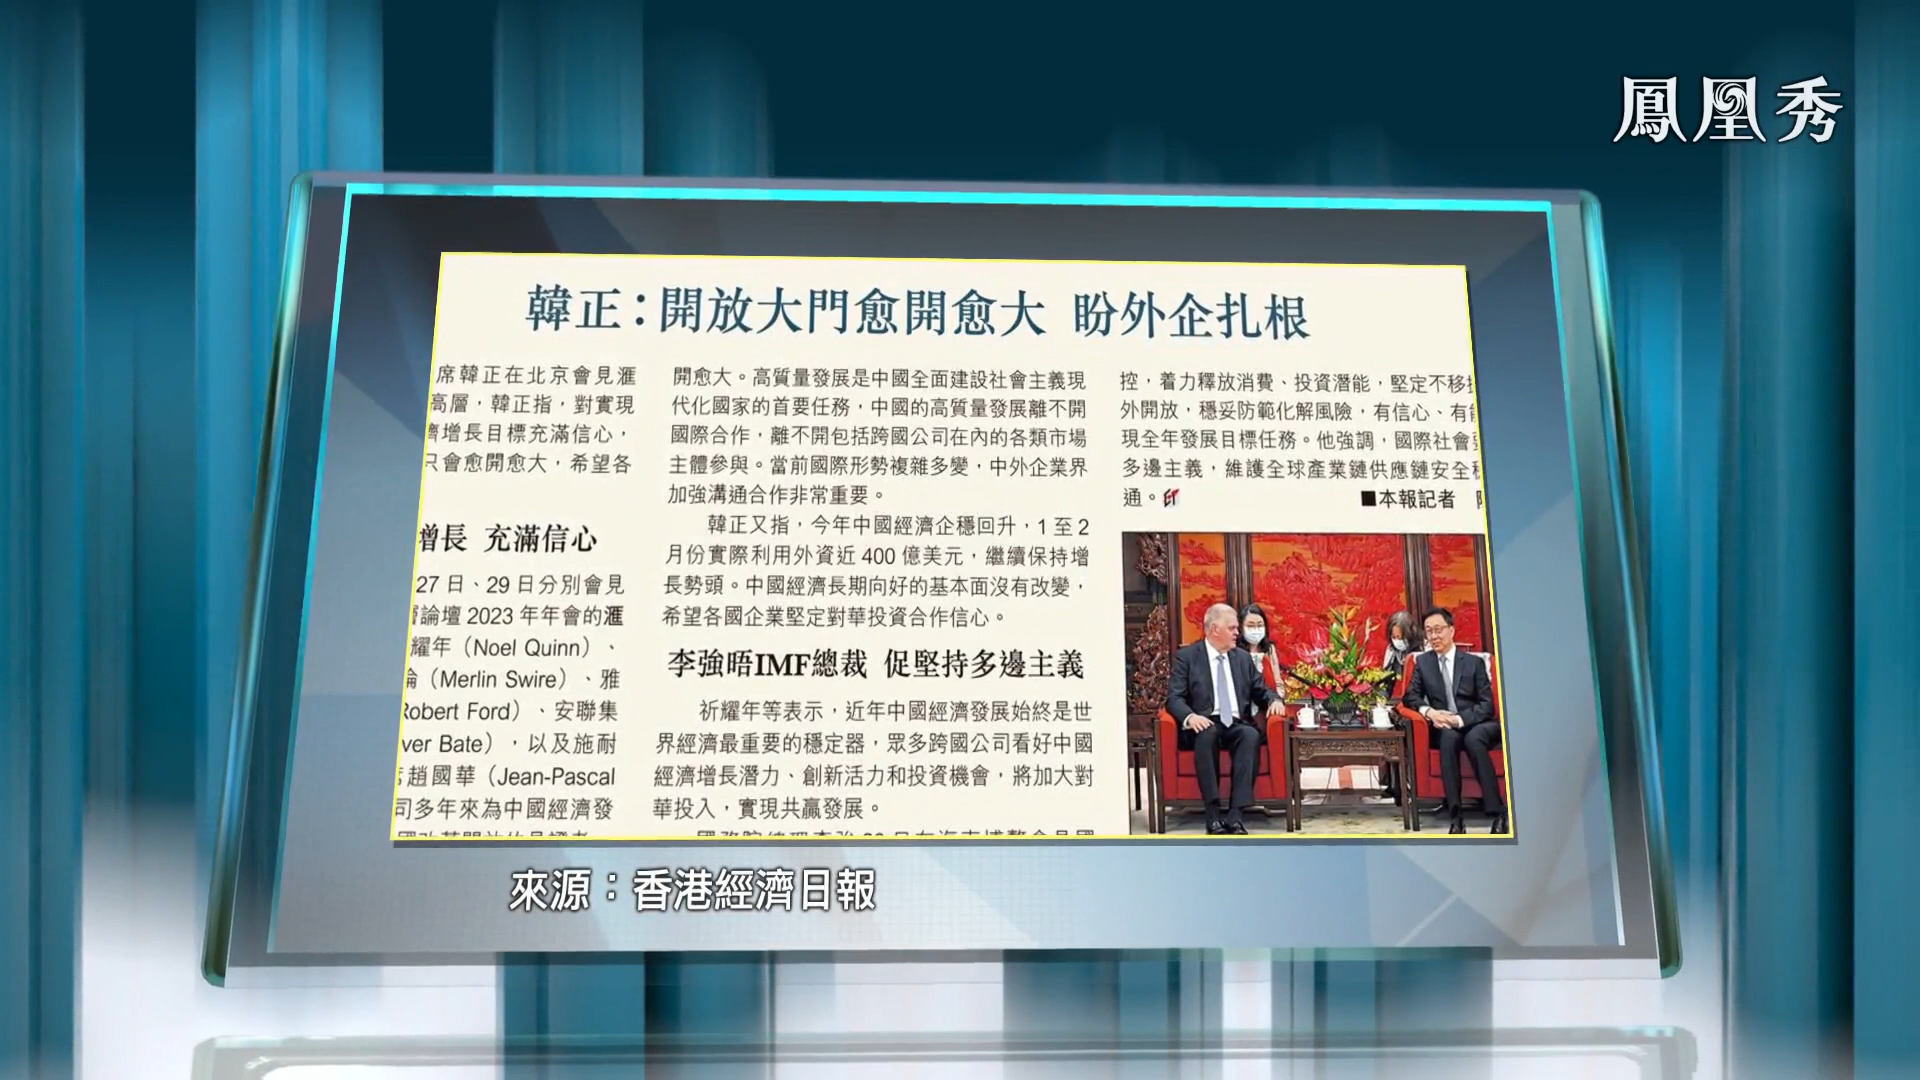 鳳凰秀
韓正：開放大門愈開愈大 盼外企扎根
席韓正在北京會見滙
高層，韓正指，對實現
濟增長目標充滿信心，
只會愈開愈大，希望各
增長 充滿信心
27 日、29 日分別會見
論壇 2023 年年會的滙
耀年（Noel Quinn）、
（Merlin Swire）、雅
Robert Ford）、安聯集
ver Bate），以及施耐
趙國華（Jean-Pascal
司多年來為中國經濟發
開愈大。高質量發展是中國全面建設社會主義現
代化國家的首要任務，中國的高質量發展離不開
國際合作，離不開包括跨國公司在內的各類市場
主體參與。當前國際形勢複雜多變，中外企業界
加強溝通合作非常重要。
韓正又指，今年中國經濟企穩回升，1 至 2
月份實際利用外資近 400 億美元，繼續保持增
長勢頭。中國經濟長期向好的基本面沒有改變，
希望各國企業堅定對華投資合作信心。
李強晤IMF總裁 促堅持多邊主義
祈耀年等表示，近年中國經濟發展始終是世
界經濟最重要的穩定器，眾多跨國公司看好中國
經濟增長潛力、創新活力和投資機會，將加大對
華投入，實現共贏發展。
控，着力釋放消費、投資潛能，堅定不移
外開放，穩妥防範化解風險，有信心、有
現全年發展目標任務。他強調，國際社會
多邊主義，維護全球產業鏈供應鏈安全
通。
■本報記者
來源：香港經濟日報